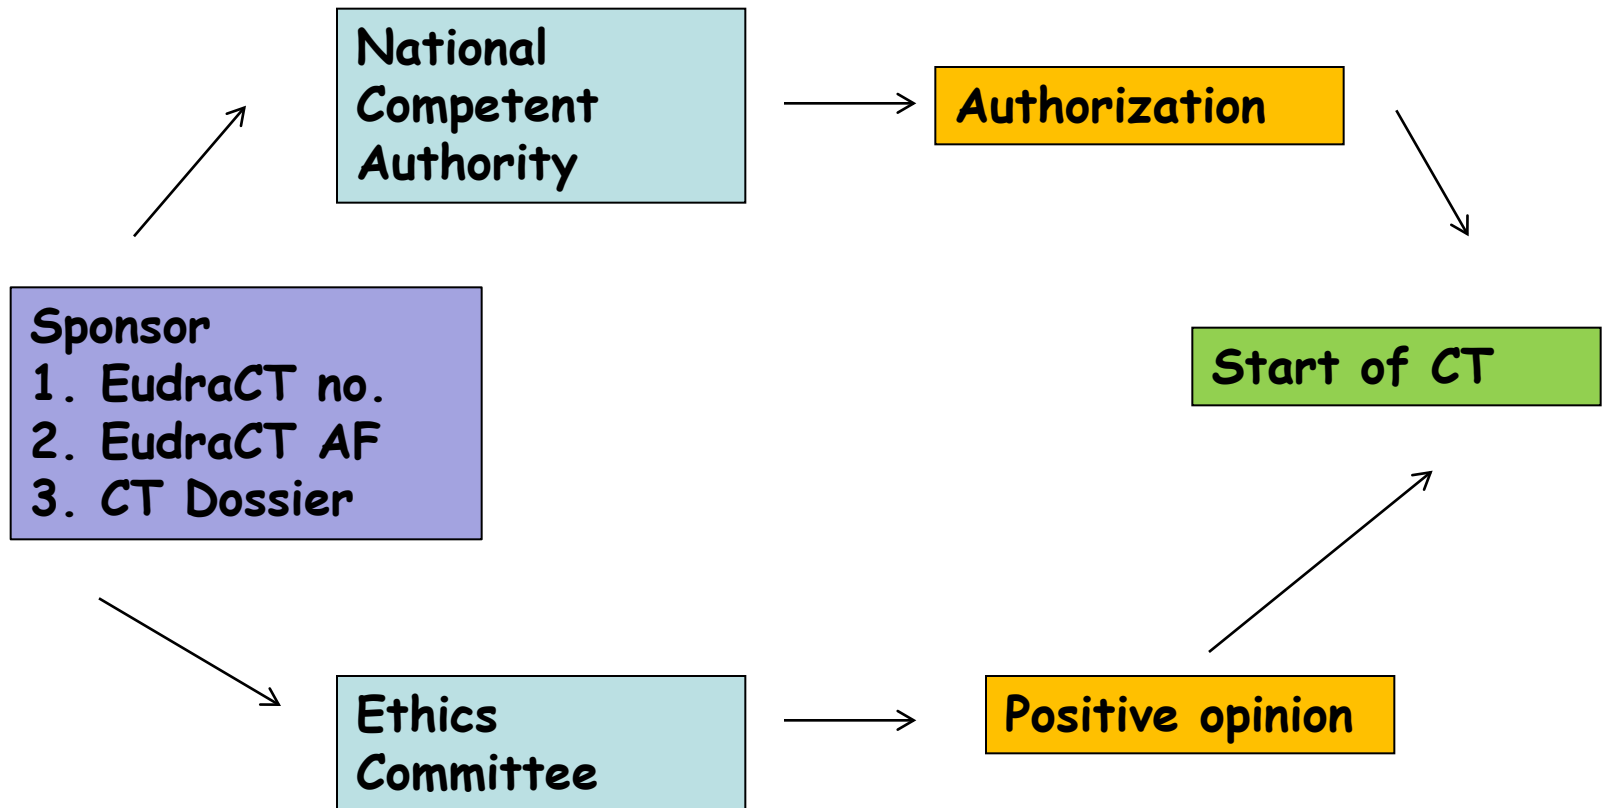 National
Competent
Authority
Authorization
Sponsor
1. EudraCT no.
2. EudraCT AF
3. CT Dossier
Start of CT
Ethics
Committee
Positive opinion